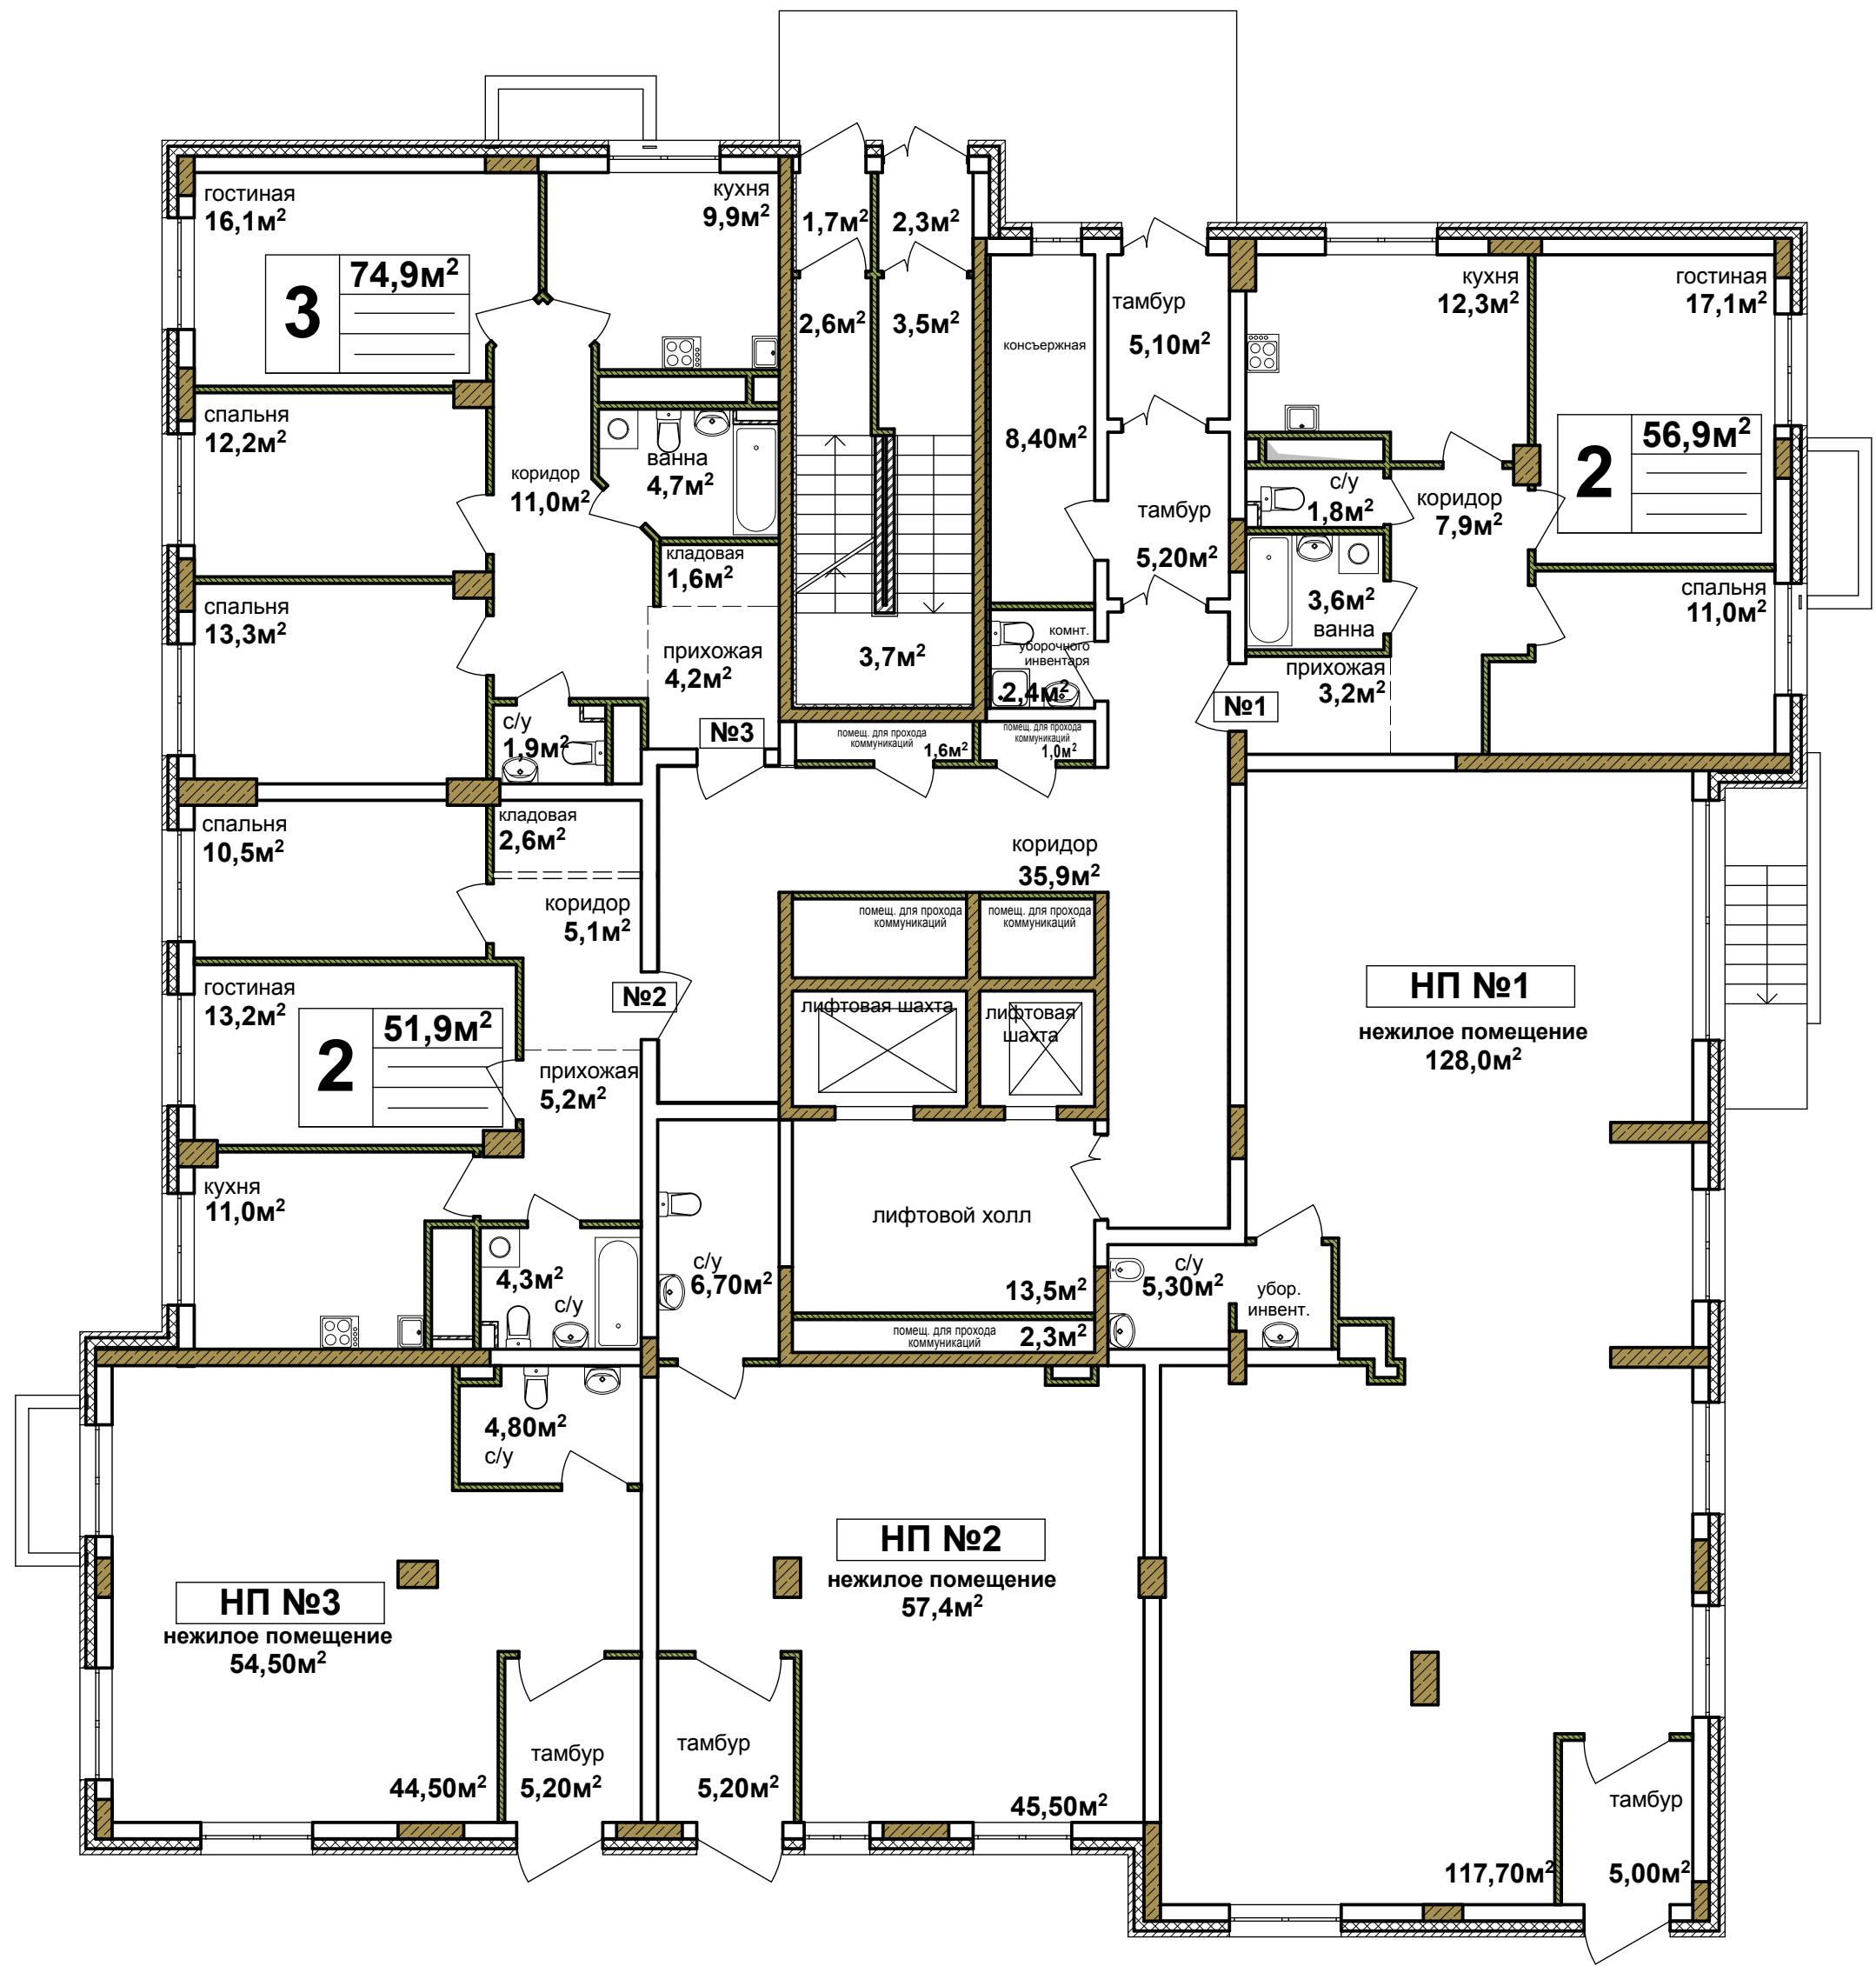 гостиная
16,1м²
кухня
9,9м²
3
74,9м²
спальня
12,2м²
коридор
11,0м²
ванна
4,7м²
кладовая
1,6м²
спальня
13,3м²
прихожая
4,2м²
с/у
1,9м²
№3
1,7м²
2,3м²
2,6м²
3,5м²
3,7м²
консъержная
8,40м²
тамбур
5,10м²
тамбур
5,20м²
комнт.
уборочного
инвентаря
2,4м²
помещ. для прохода
коммуникаций
1,6м²
помещ. для прохода
коммуникаций
1,0м²
кухня
12,3м²
гостиная
17,1м²
2
56,9м²
с/у
1,8м²
коридор
7,9м²
3,6м²
ванна
спальня
11,0м²
прихожая
3,2м²
№1
спальня
10,5м²
кладовая
2,6м²
коридор
5,1м²
гостиная
13,2м²
2
51,9м²
№2
прихожая
5,2м²
кухня
11,0м²
4,3м²
с/у
коридор
35,9м²
помещ. для прохода
коммуникаций
помещ. для прохода
коммуникаций
лифтовая шахта
лифтовая
шахта
лифтовой холл
13,5м²
помещ. для прохода
коммуникаций
2,3м²
с/у
6,70м²
с/у
5,30м²
убор.
инвент.
НП №1
нежилое помещение
128,0м²
4,80м²
с/у
НП №3
нежилое помещение
54,50м²
44,50м²
тамбур
5,20м²
НП №2
нежилое помещение
57,4м²
тамбур
5,20м²
45,50м²
117,70м²
тамбур
5,00м²